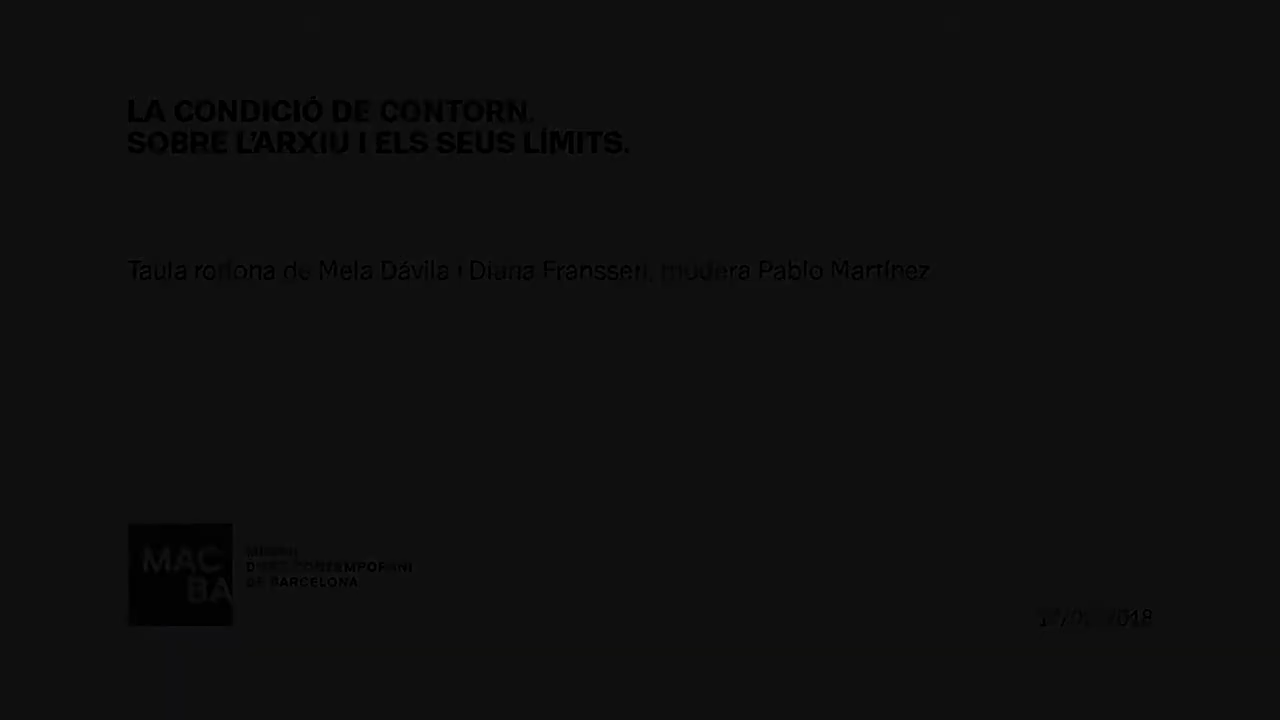 LA CONDICIÓ DE CONTORN.
SOBRE L'ARXIU I ELS SEUS LÍMITS.
Taula rodona de Mela Dávila i Diana Franssen, modera Pablo Martínez
MAC
BA
MUSEU
D'ART CONTEMPORANI
DE BARCELONA